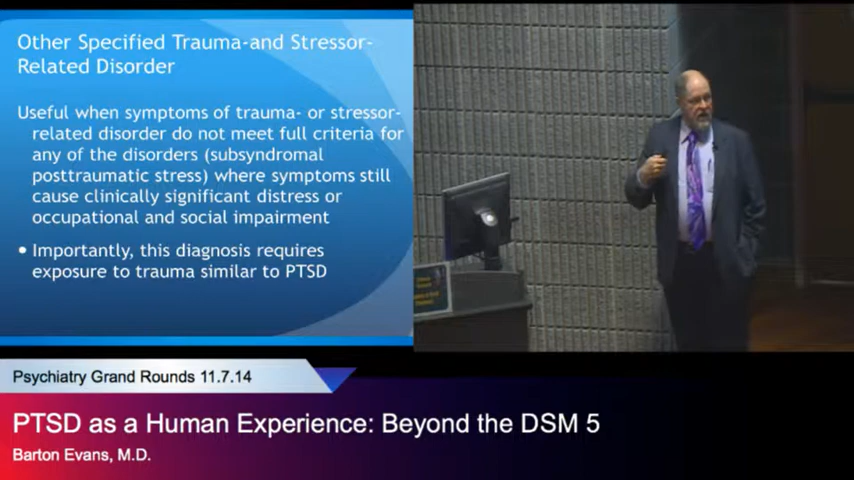 Other Specified Trauma-and Stressor-
Related Disorder
Useful when symptoms of trauma- or stressor-
related disorder do not meet full criteria for
any of the disorders (subsyndromal
posttraumatic stress) where symptoms still
cause clinically significant distress or
occupational and social impairment
• Importantly, this diagnosis requires
exposure to trauma similar to PTSD
Psychiatry Grand Rounds 11.7.14
PTSD as a Human Experience: Beyond the DSM 5
Barton Evans, M.D.